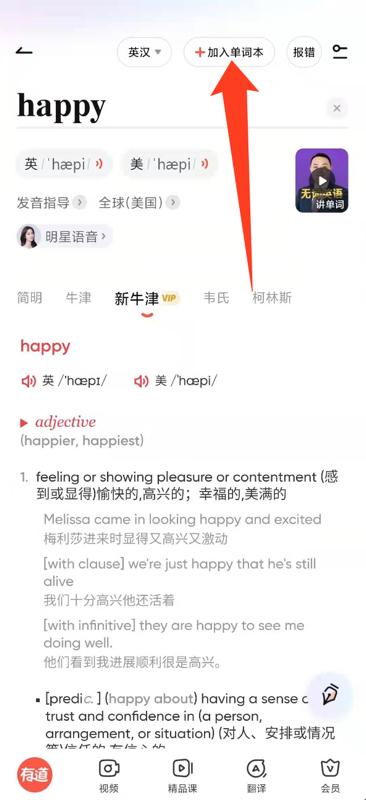 英汉
+加入单词本
报错
happy
英 /ˈhæpi/
美 /ˈhæpi/
发音指导
全球(美国)
明星语音
讲单词
简明
牛津
新牛津 VIP
韦氏
柯林斯
happy
英 /ˈhæpɪ/
美 /ˈhæpi/
adjective
(happier, happiest)
1. feeling or showing pleasure or contentment (感
到或显得)愉快的,高兴的；幸福的,美满的
Melissa came in looking happy and excited
梅利莎进来时显得又高兴又激动
[with clause] we're just happy that he's still
alive
我们十分高兴他还活着
[with infinitive] they are happy to see me
doing well.
他们看到我进展顺利很是高兴。
▪ [predic. ] (happy about) having a sense
trust and confidence in (a person,
arrangement, or situation) (对人、安排或情况
等)信任的,有信心的
有道
视频
精品课
翻译
会员